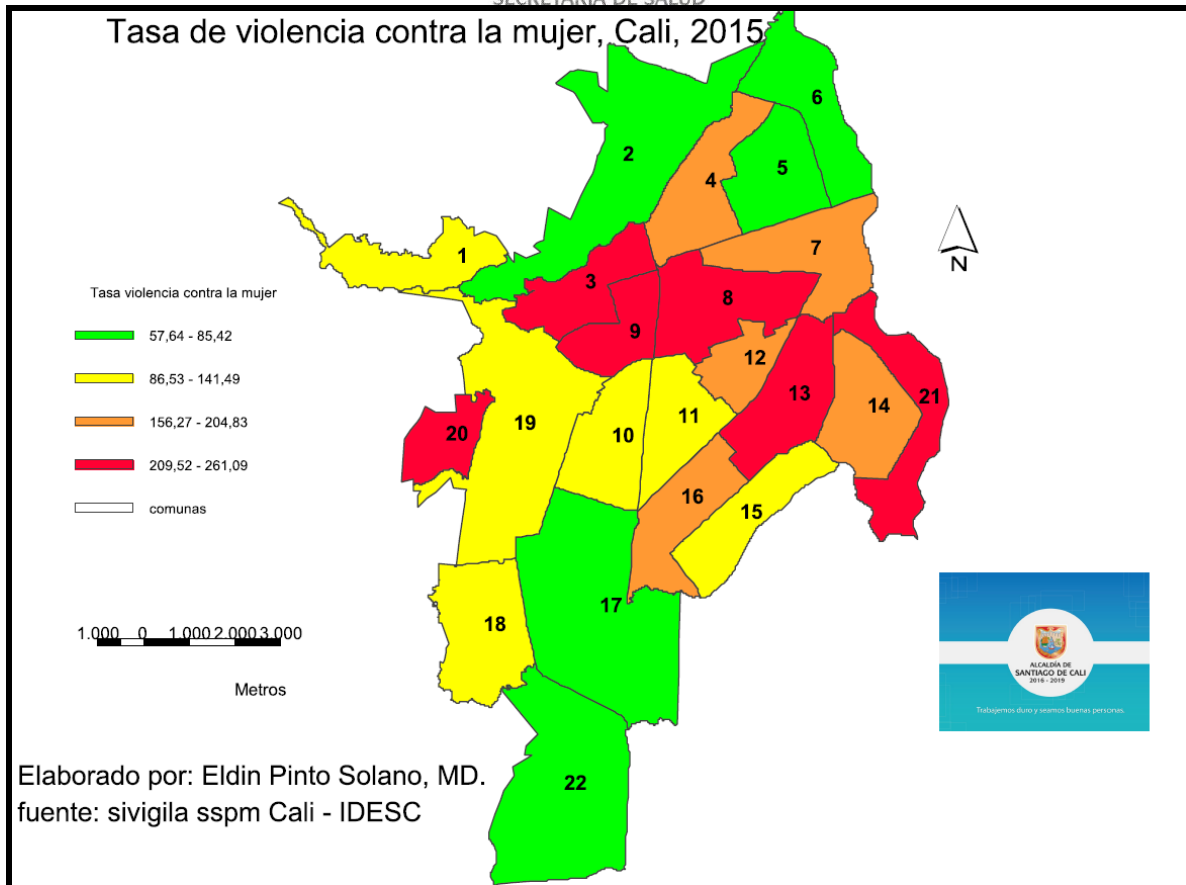 SECRETARÍA DE SALUD
Tasa de violencia contra la mujer, Cali, 2015
6
2
5
4
1
7
3
8
9
12
13
14
21
19
20
10
11
16
15
17
18
22
N
Tasa violencia contra la mujer
57,64 - 85,42
86,53 - 141,49
156,27 - 204,83
209,52 - 261,09
comunas
1.000 0 1.000 2.000 3.000
Metros
ALCALDÍA DE
SANTIAGO DE CALI
2016 - 2019
Trabajemos duro y seamos buenas personas.
Elaborado por: Eldin Pinto Solano, MD.
fuente: sivigila sspm Cali - IDESC